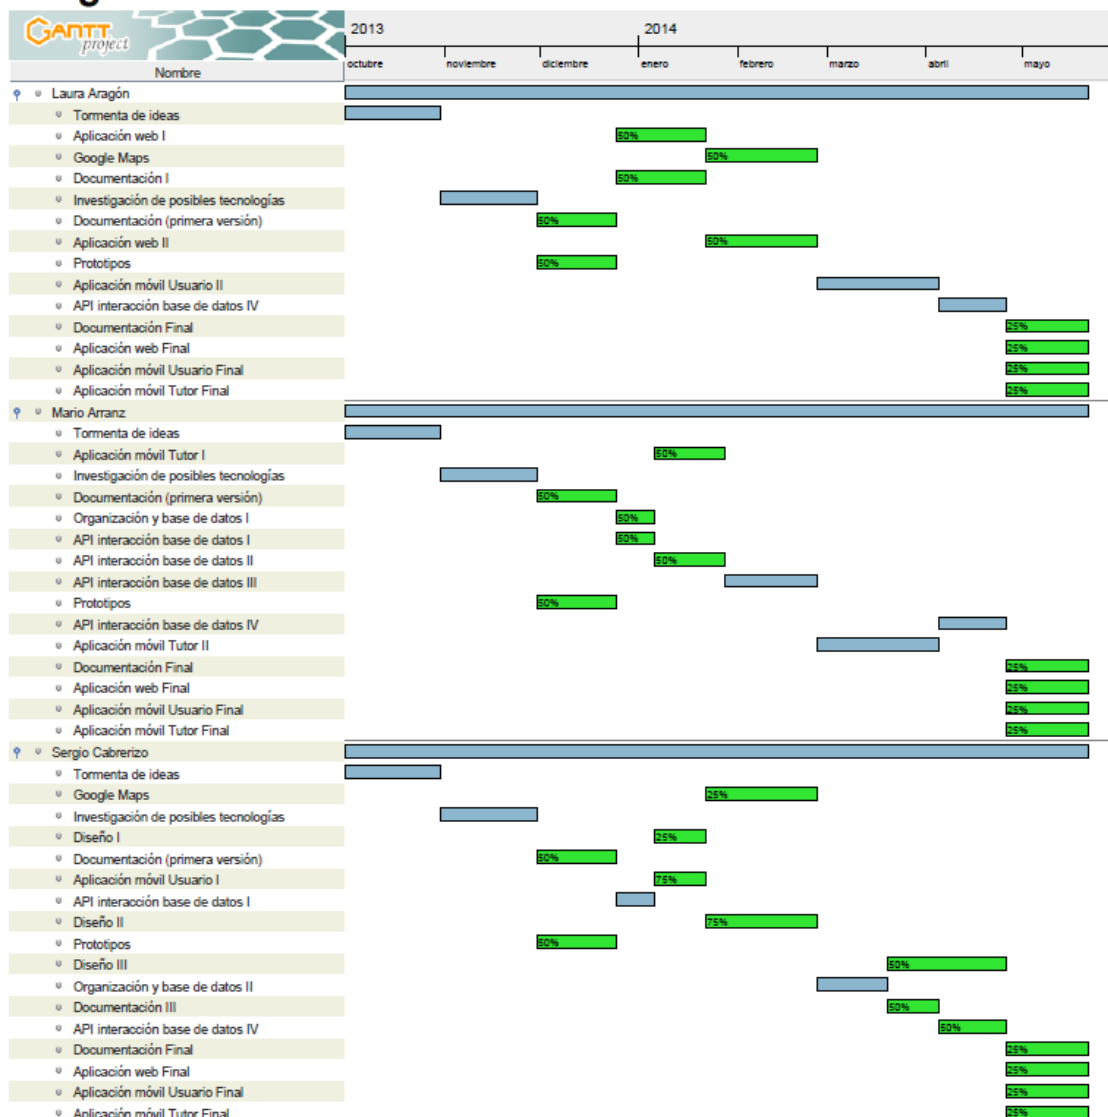 GANTT project
2013 2014
Nombre octubre noviembre diciembre enero febrero marzo abril mayo
Laura Aragón
Tormenta de ideas
Aplicación web I 50%
Google Maps 50%
Documentación I 50%
Investigación de posibles tecnologías
Documentación (primera versión) 50%
Aplicación web II 50%
Prototipos 50%
Aplicación móvil Usuario II
API interacción base de datos IV
Documentación Final 25%
Aplicación web Final 25%
Aplicación móvil Usuario Final 25%
Aplicación móvil Tutor Final 25%
Mario Arranz
Tormenta de ideas
Aplicación móvil Tutor I 50%
Investigación de posibles tecnologías
Documentación (primera versión) 50%
Organización y base de datos I 50%
API interacción base de datos I 50%
API interacción base de datos II 50%
API interacción base de datos III
Prototipos 50%
API interacción base de datos IV
Aplicación móvil Tutor II
Documentación Final 25%
Aplicación web Final 25%
Aplicación móvil Usuario Final 25%
Aplicación móvil Tutor Final 25%
Sergio Cabrerizo
Tormenta de ideas
Google Maps 25%
Investigación de posibles tecnologías
Diseño I 25%
Documentación (primera versión) 50%
Aplicación móvil Usuario I 75%
API interacción base de datos I
Diseño II 75%
Prototipos 50%
Diseño III 50%
Organización y base de datos II
Documentación III 50%
API interacción base de datos IV 50%
Documentación Final 25%
Aplicación web Final 25%
Aplicación móvil Usuario Final 25%
Aplicación móvil Tutor Final 25%